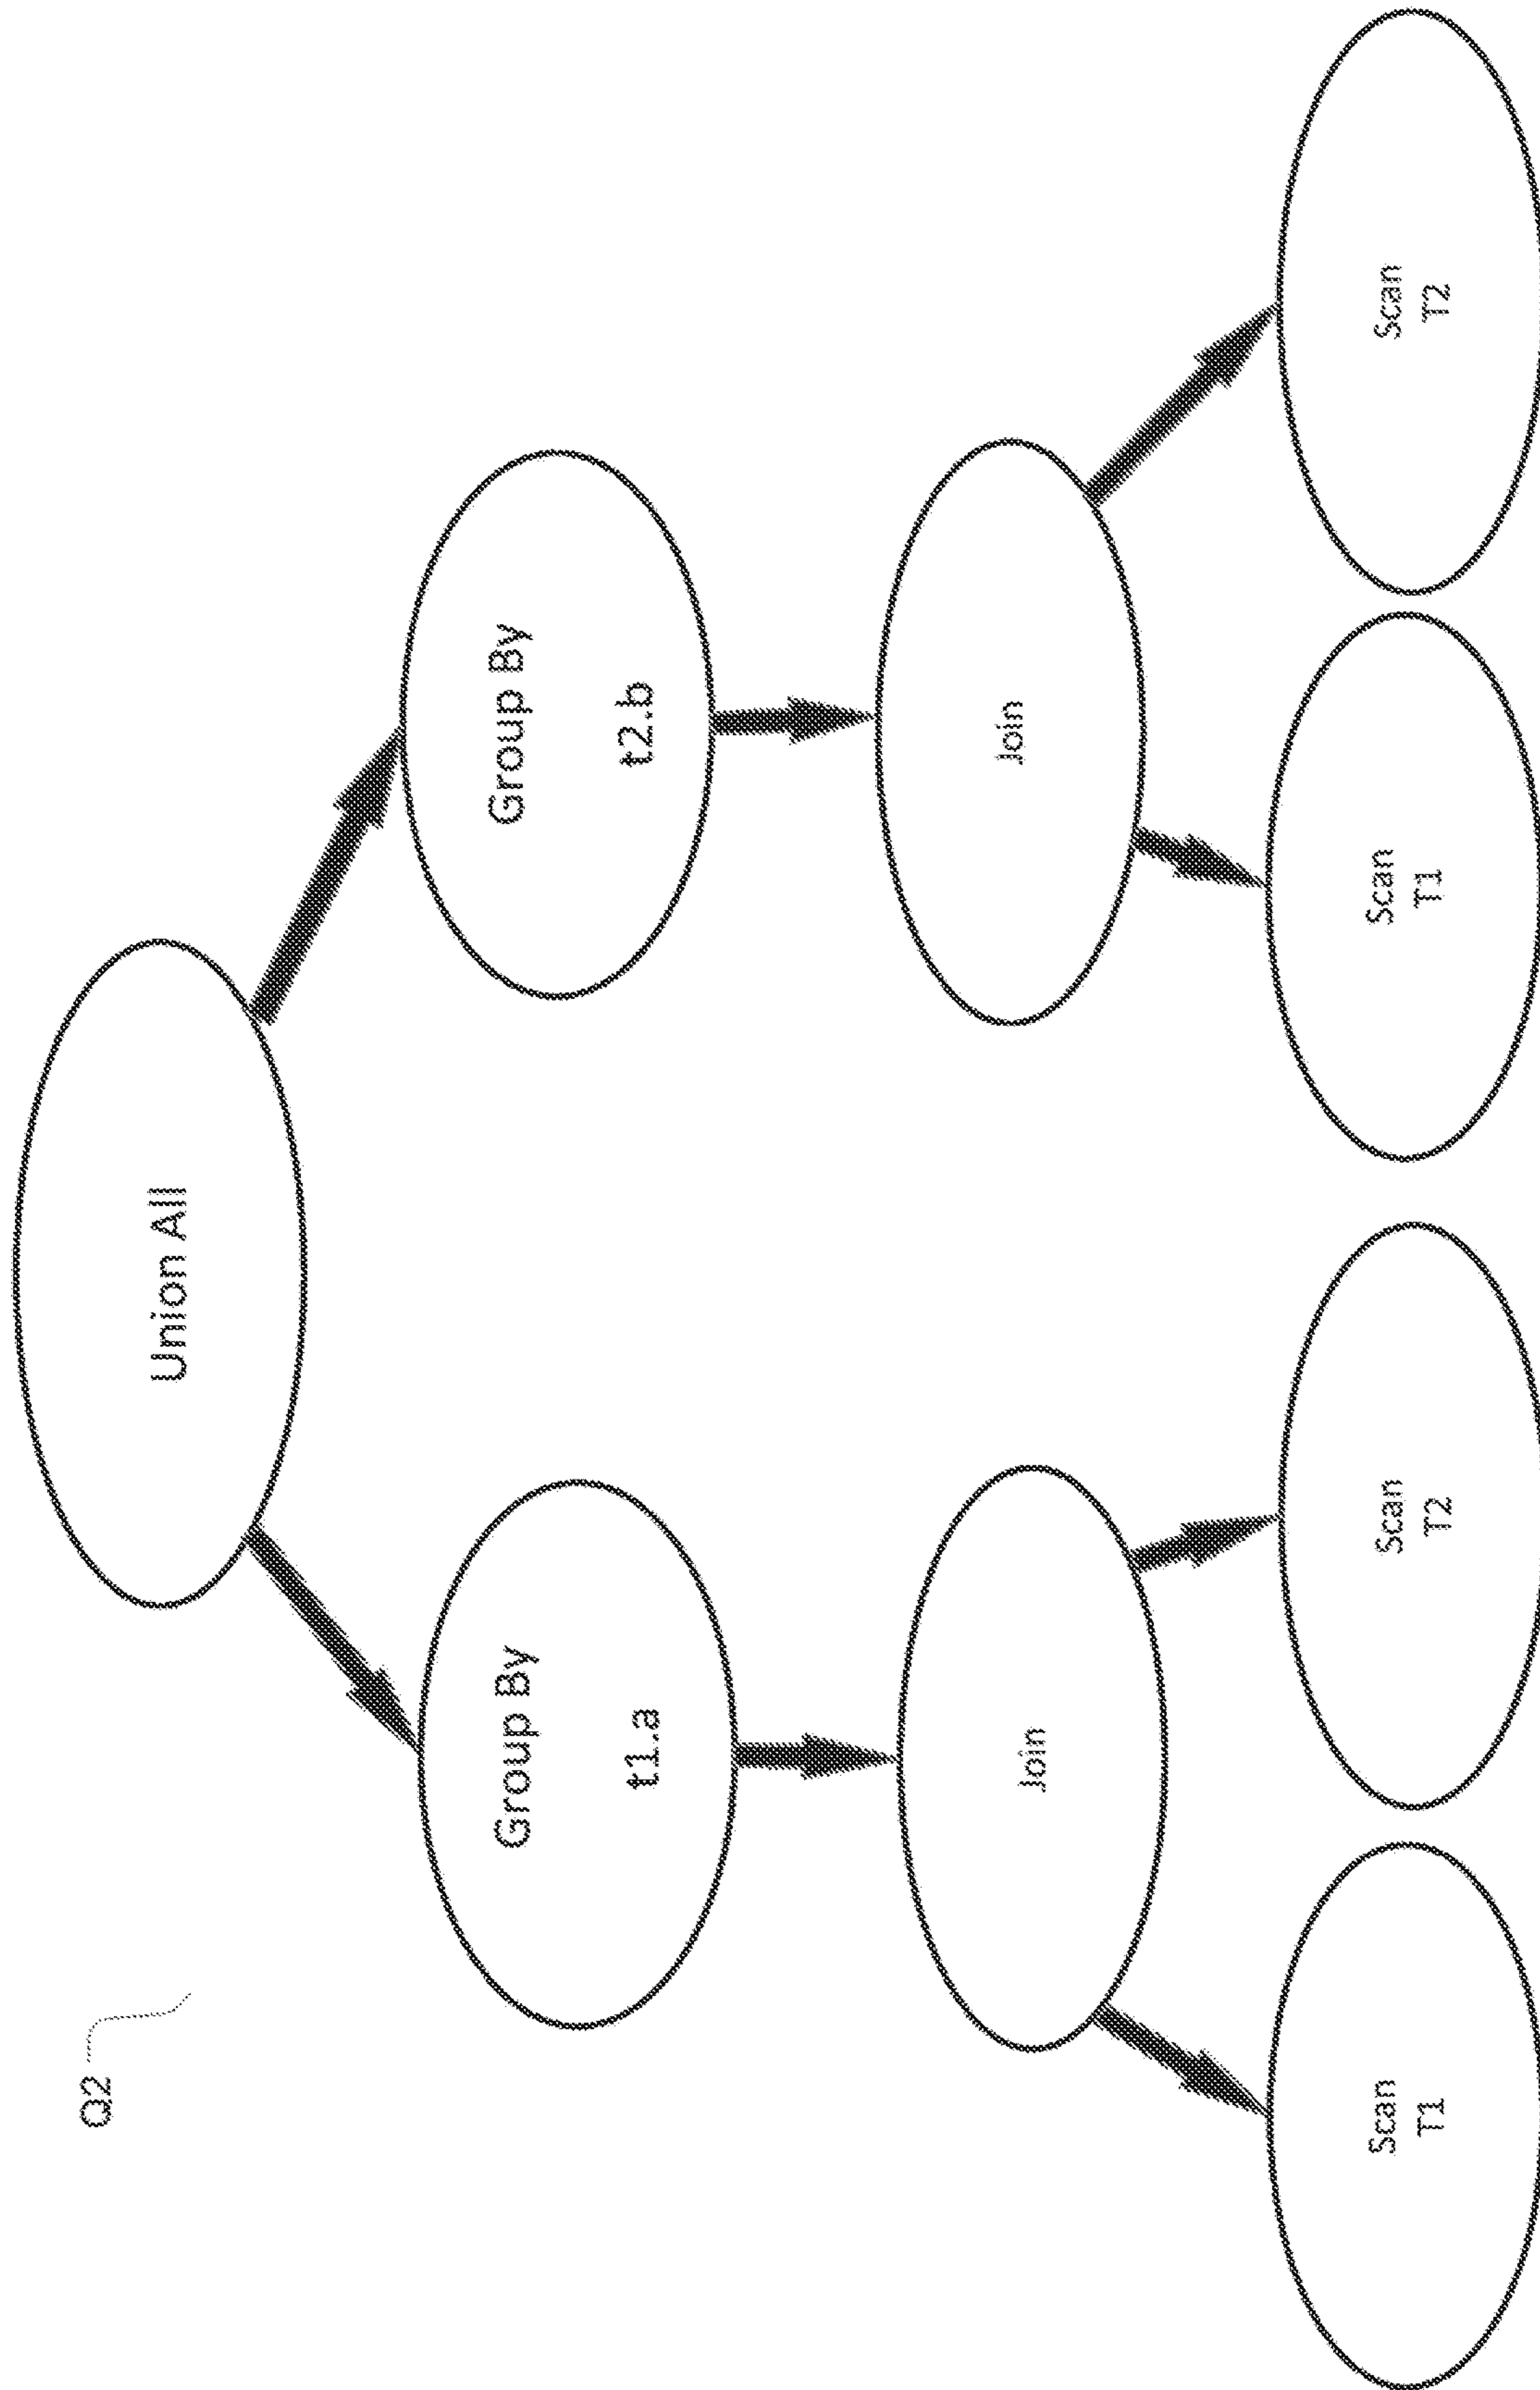 Q2
Union All
Group By
t1.a
Group By
t2.b
Join
Join
Scan
T1
Scan
T2
Scan
T1
Scan
T2